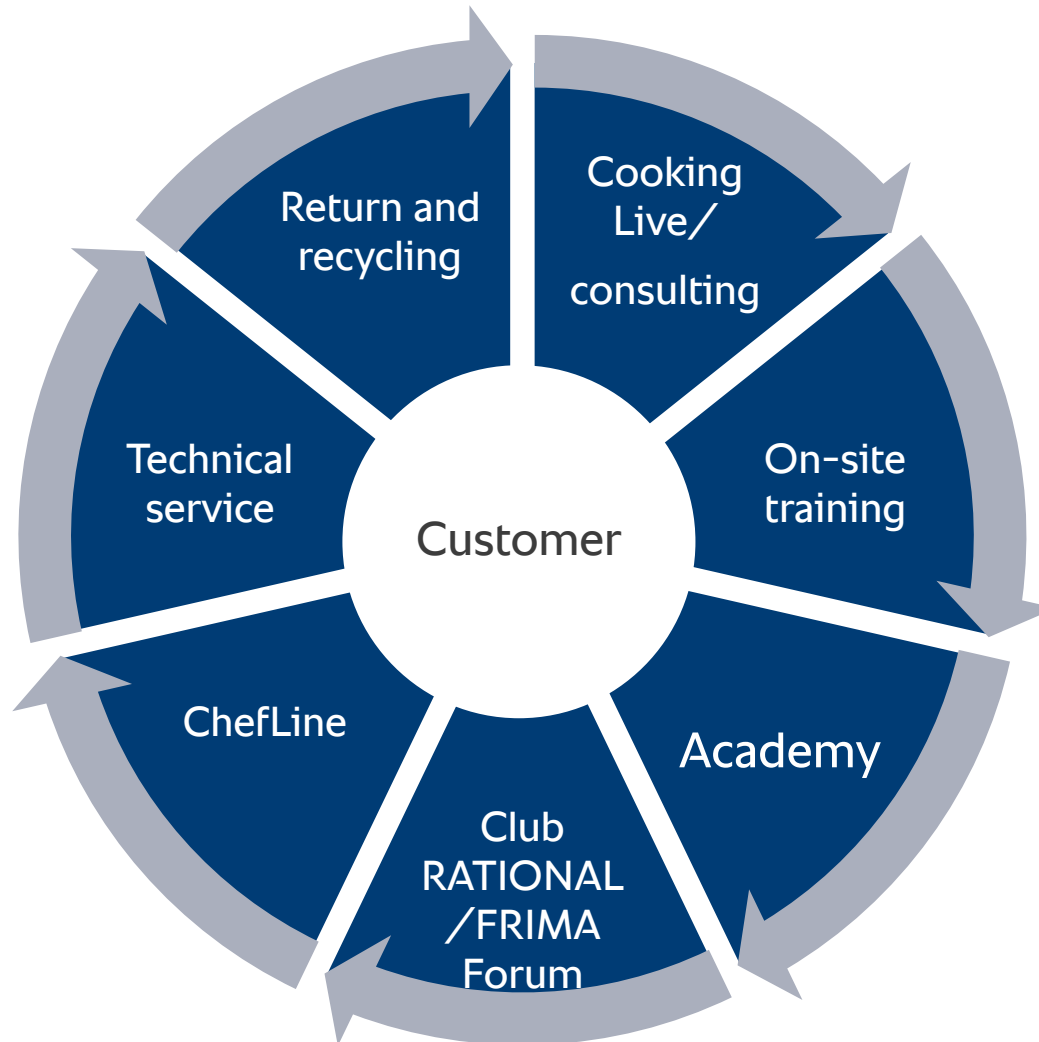 Cooking
Live/
consulting
On-site
training
Academy
Club
RATIONAL
/FRIMA
Forum
ChefLine
Technical
service
Return and
recycling
Customer